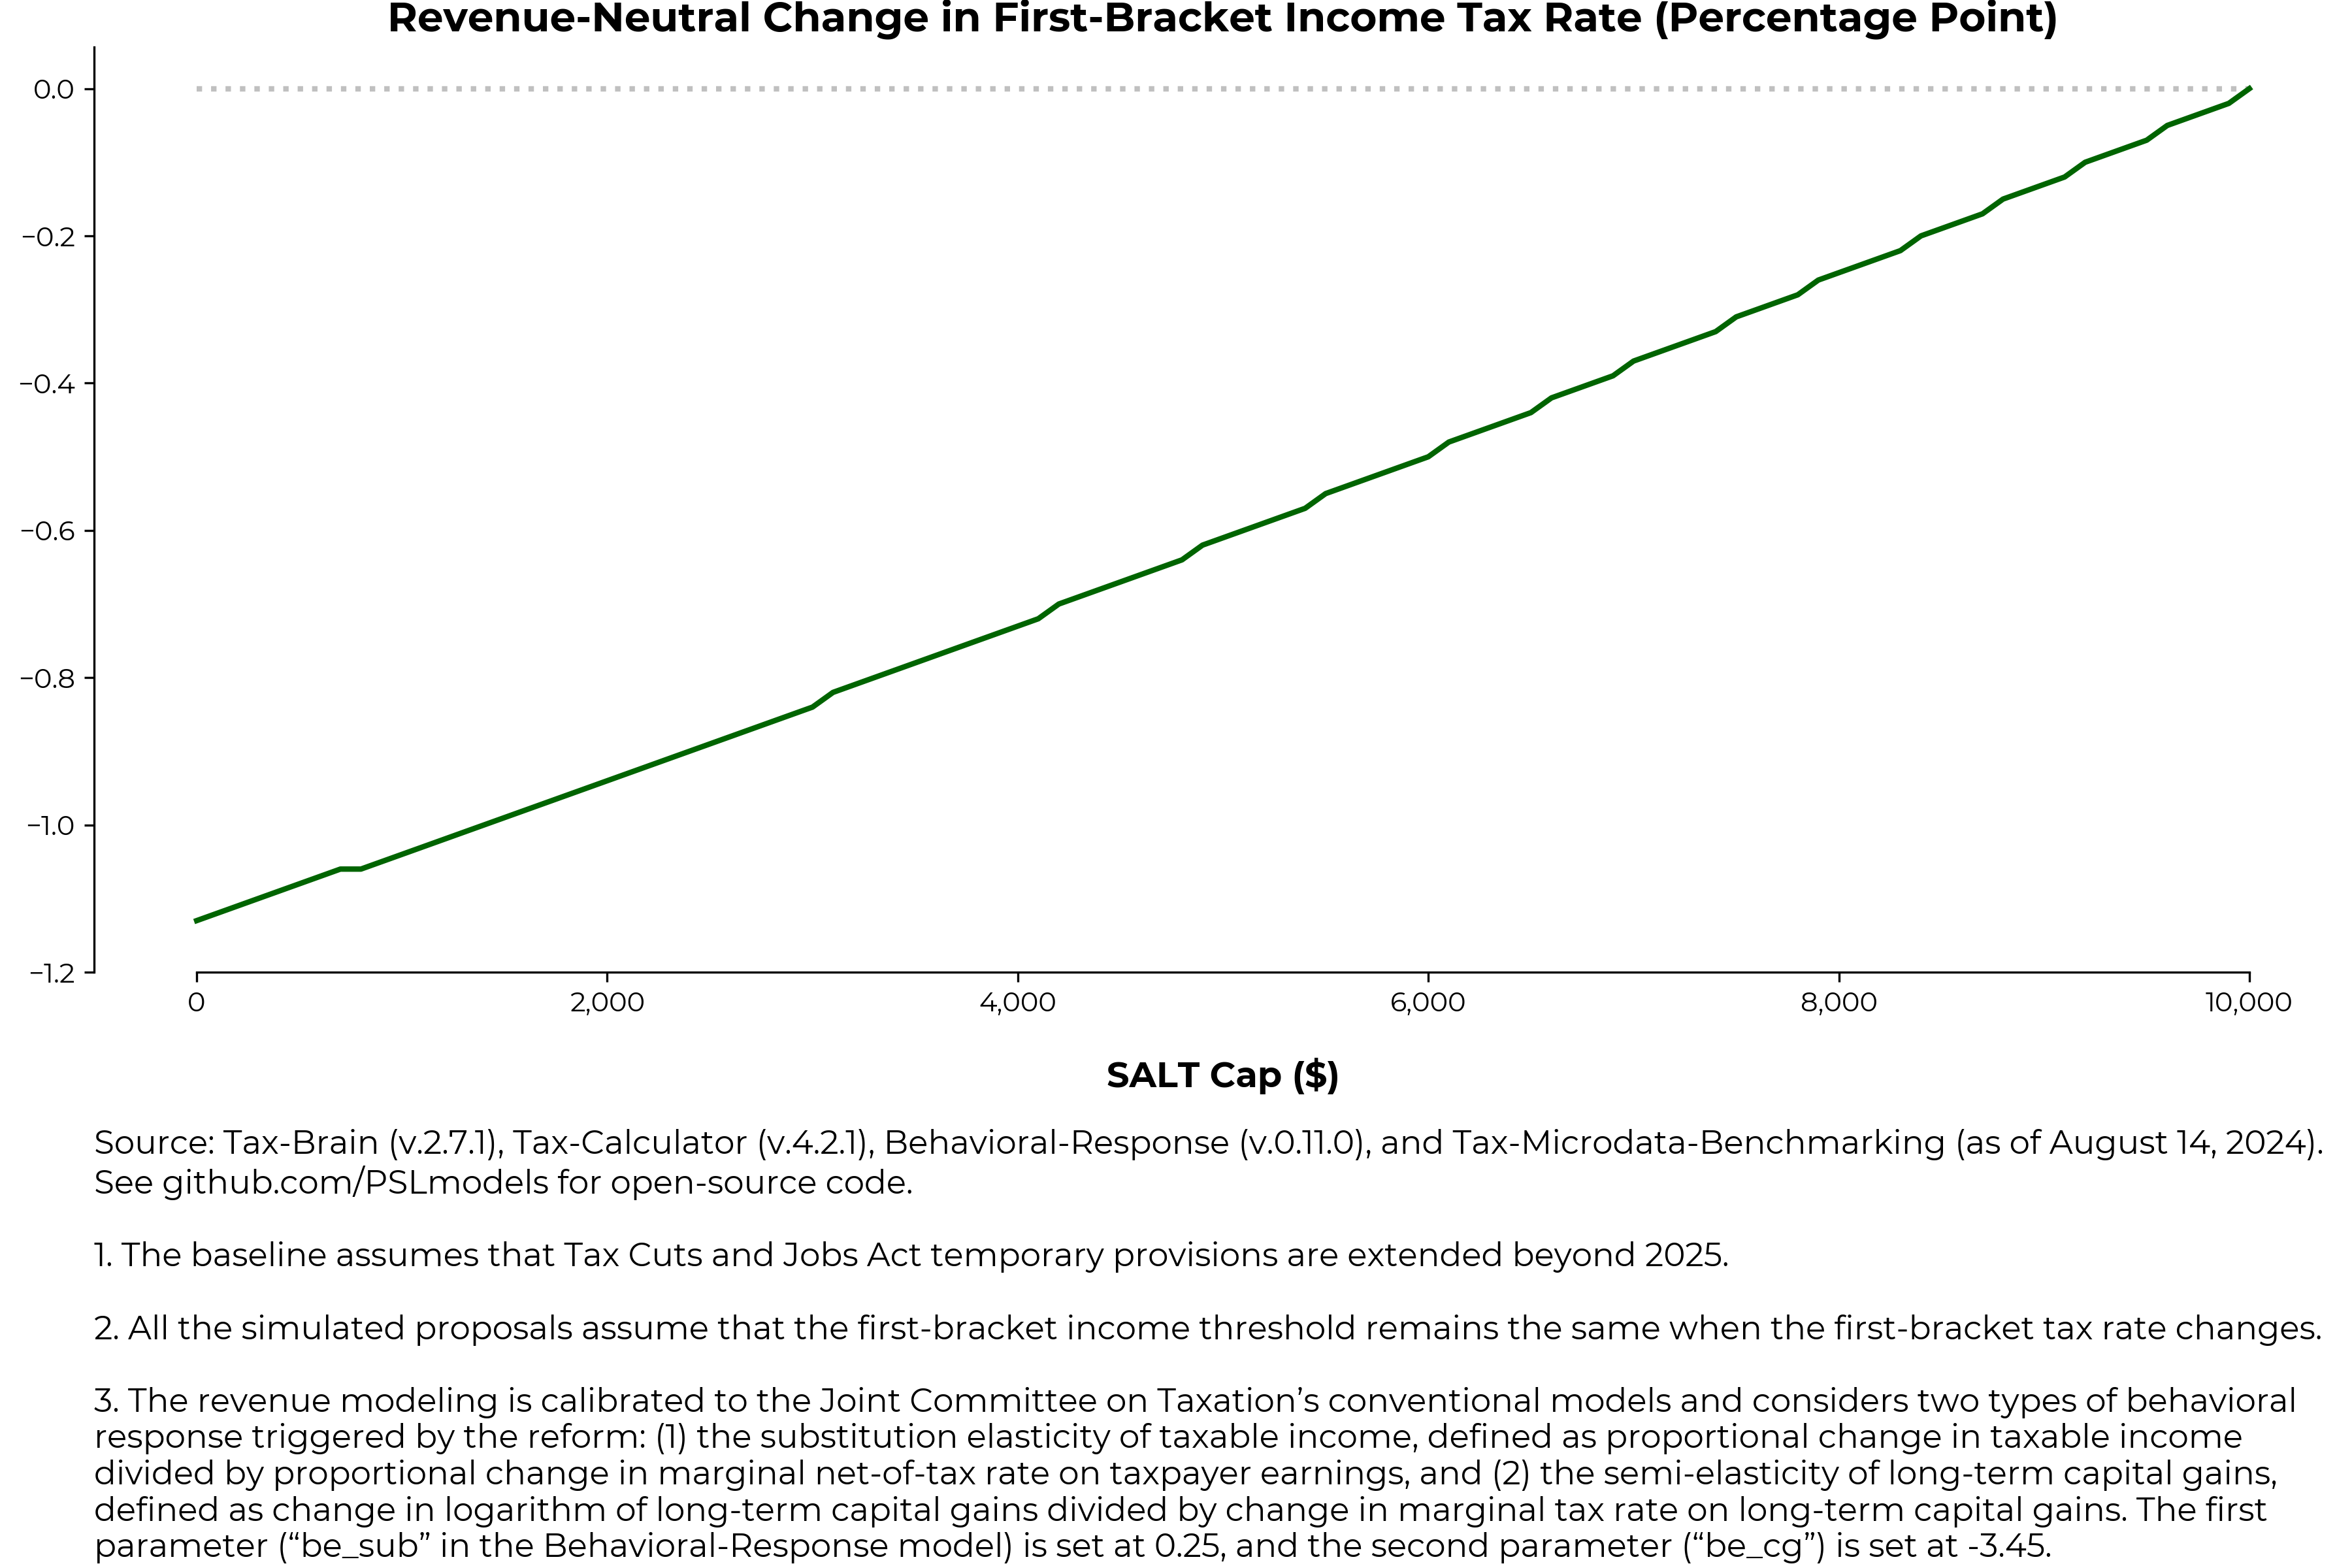 Revenue-Neutral Change in First-Bracket Income Tax Rate (Percentage Point)
0.0
−0.2
−0.4
−0.6
−0.8
−1.0
−1.2
0 2,000 4,000 6,000 8,000 10,000
SALT Cap ($)
Source: Tax-Brain (v.2.7.1), Tax-Calculator (v.4.2.1), Behavioral-Response (v.0.11.0), and Tax-Microdata-Benchmarking (as of August 14, 2024).
See github.com/PSLmodels for open-source code.
1. The baseline assumes that Tax Cuts and Jobs Act temporary provisions are extended beyond 2025.
2. All the simulated proposals assume that the first-bracket income threshold remains the same when the first-bracket tax rate changes.
3. The revenue modeling is calibrated to the Joint Committee on Taxation’s conventional models and considers two types of behavioral
response triggered by the reform: (1) the substitution elasticity of taxable income, defined as proportional change in taxable income
divided by proportional change in marginal net-of-tax rate on taxpayer earnings, and (2) the semi-elasticity of long-term capital gains,
defined as change in logarithm of long-term capital gains divided by change in marginal tax rate on long-term capital gains. The first
parameter (“be_sub” in the Behavioral-Response model) is set at 0.25, and the second parameter (“be_cg”) is set at -3.45.